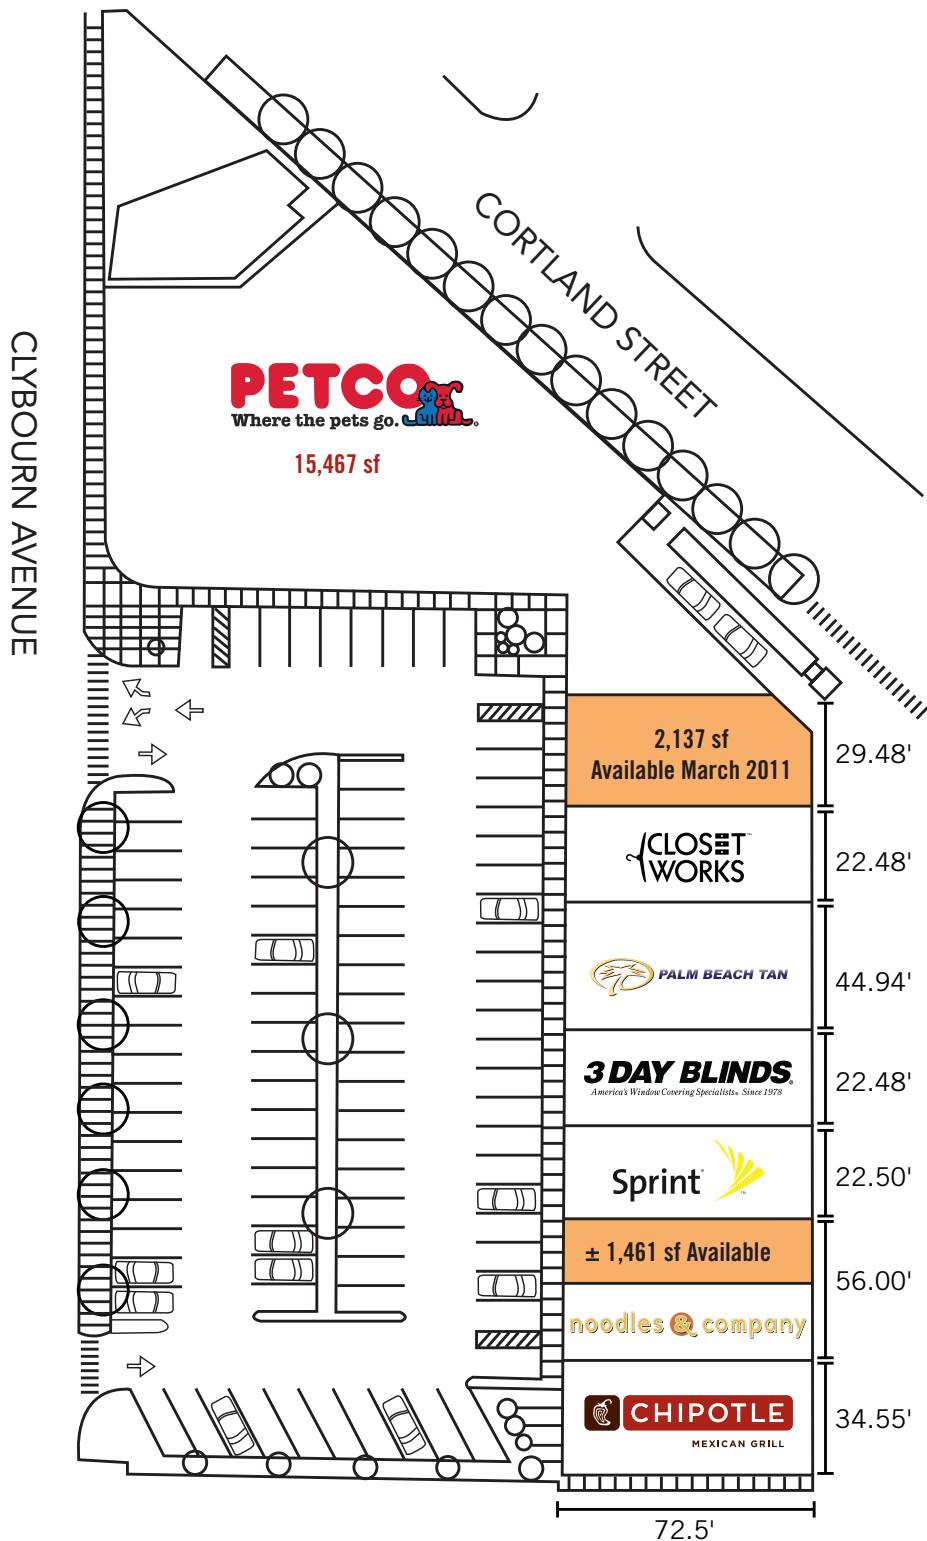 CORTLAND STREET
CLYBOURN AVENUE
PETCO
Where the pets go.
15,467 sf
2,137 sf
Available March 2011
29.48'
CLOSET
WORKS
22.48'
PALM BEACH TAN
44.94'
3 DAY BLINDS
America's Window Covering Specialists® Since 1978
22.48'
Sprint
22.50'
± 1,461 sf Available
56.00'
noodles & company
CHIPOTLE
MEXICAN GRILL
34.55'
72.5'